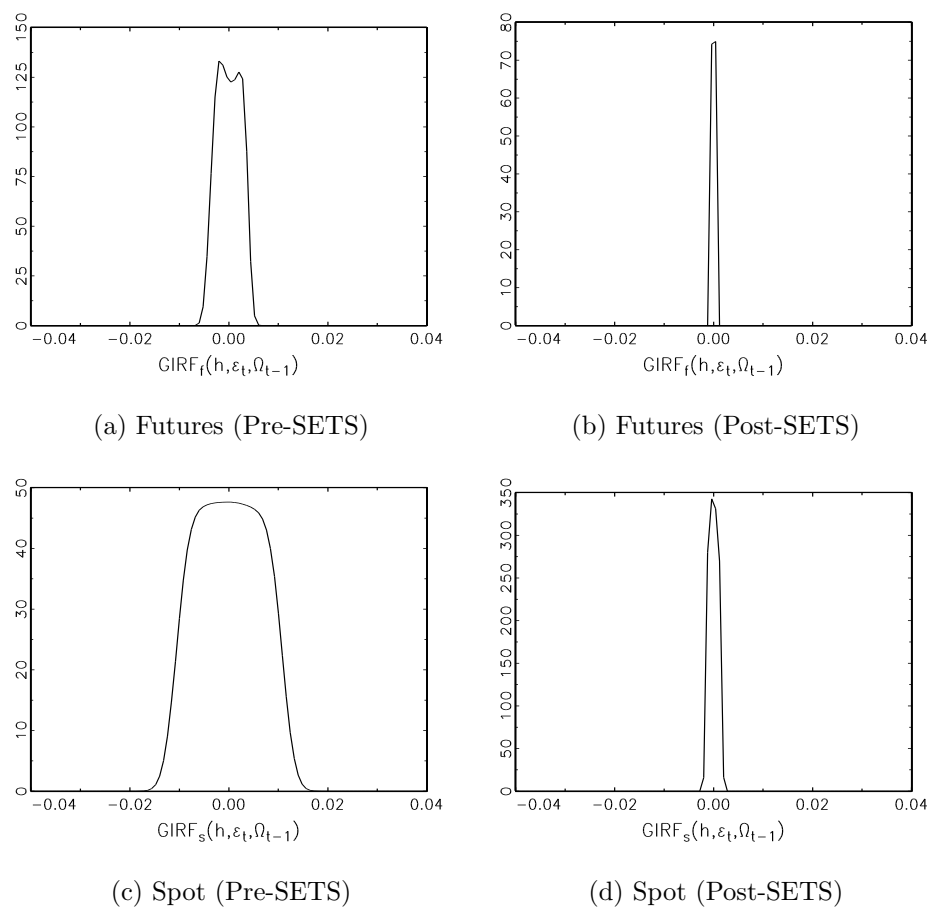 150
125
100
75
50
25
0
−0.04 −0.02 0.00 0.02 0.04
GIRF_f(h,ε_t,Ω_{t−1})
(a) Futures (Pre-SETS)
80
70
60
50
40
30
20
10
0
−0.04 −0.02 0.00 0.02 0.04
GIRF_f(h,ε_t,Ω_{t−1})
(b) Futures (Post-SETS)
50
40
30
20
10
0
−0.04 −0.02 0.00 0.02 0.04
GIRF_s(h,ε_t,Ω_{t−1})
(c) Spot (Pre-SETS)
350
300
250
200
150
100
50
0
−0.04 −0.02 0.00 0.02 0.04
GIRF_s(h,ε_t,Ω_{t−1})
(d) Spot (Post-SETS)